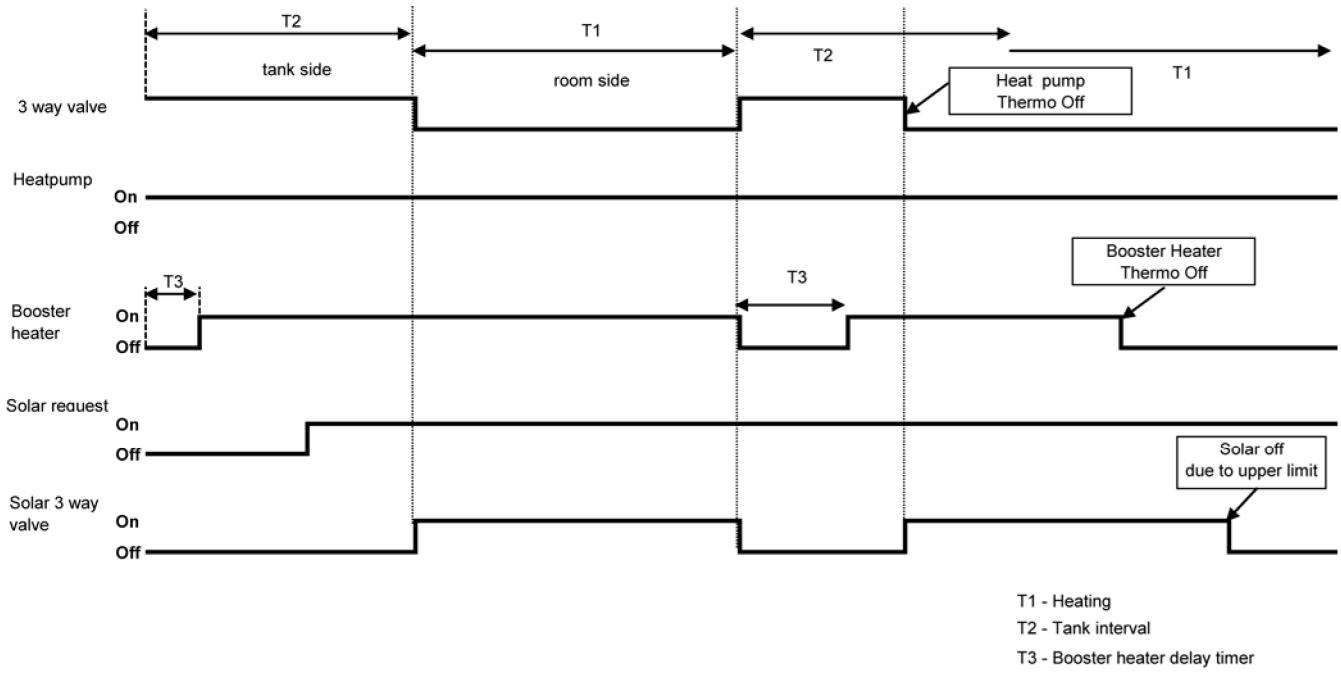 T2
T1
T2
T1
tank side
room side
Heat pump
Thermo Off
3 way valve
Heatpump
On
Off
Booster Heater
Thermo Off
T3
T3
Booster
heater
On
Off
Solar request
On
Off
Solar off
due to upper limit
Solar 3 way
valve
On
Off
T1 - Heating
T2 - Tank interval
T3 - Booster heater delay timer